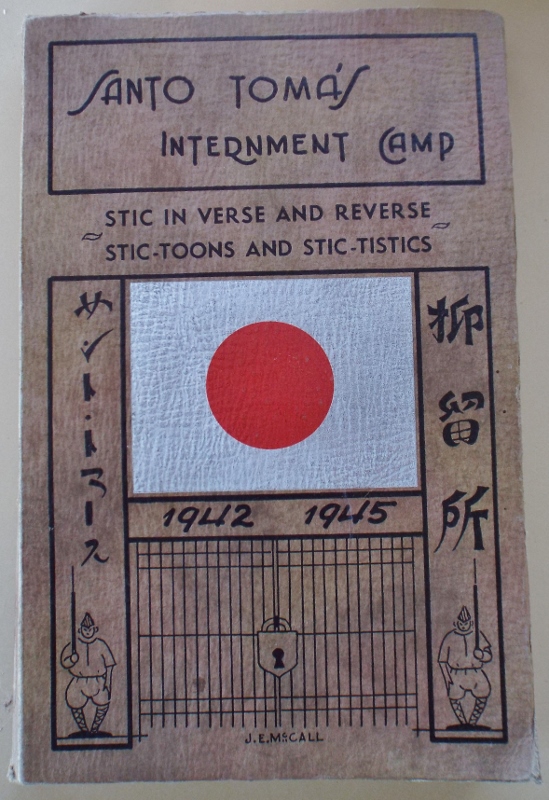 SANTO TOMÁS
INTERNMENT CAMP
STIC IN VERSE AND REVERSE
~ STIC-TOONS AND STIC-TISTICS ~
サント・トマース
抑留所
1942 1945
J.E. McCALL